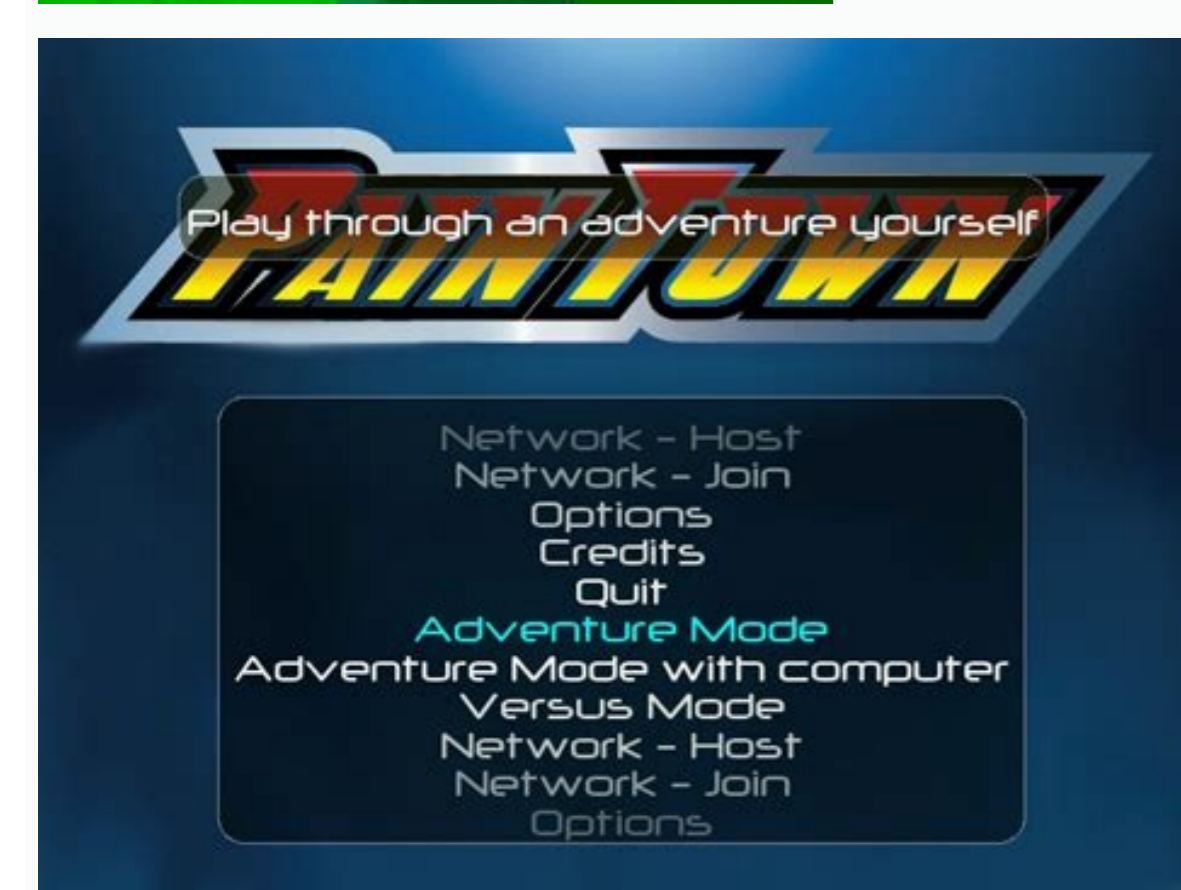 PAINTOWN
Play through an adventure yourself
Network - Host
Network - Join
Options
Credits
Quit
Adventure Mode
Adventure Mode with computer
Versus Mode
Network - Host
Network - Join
Options